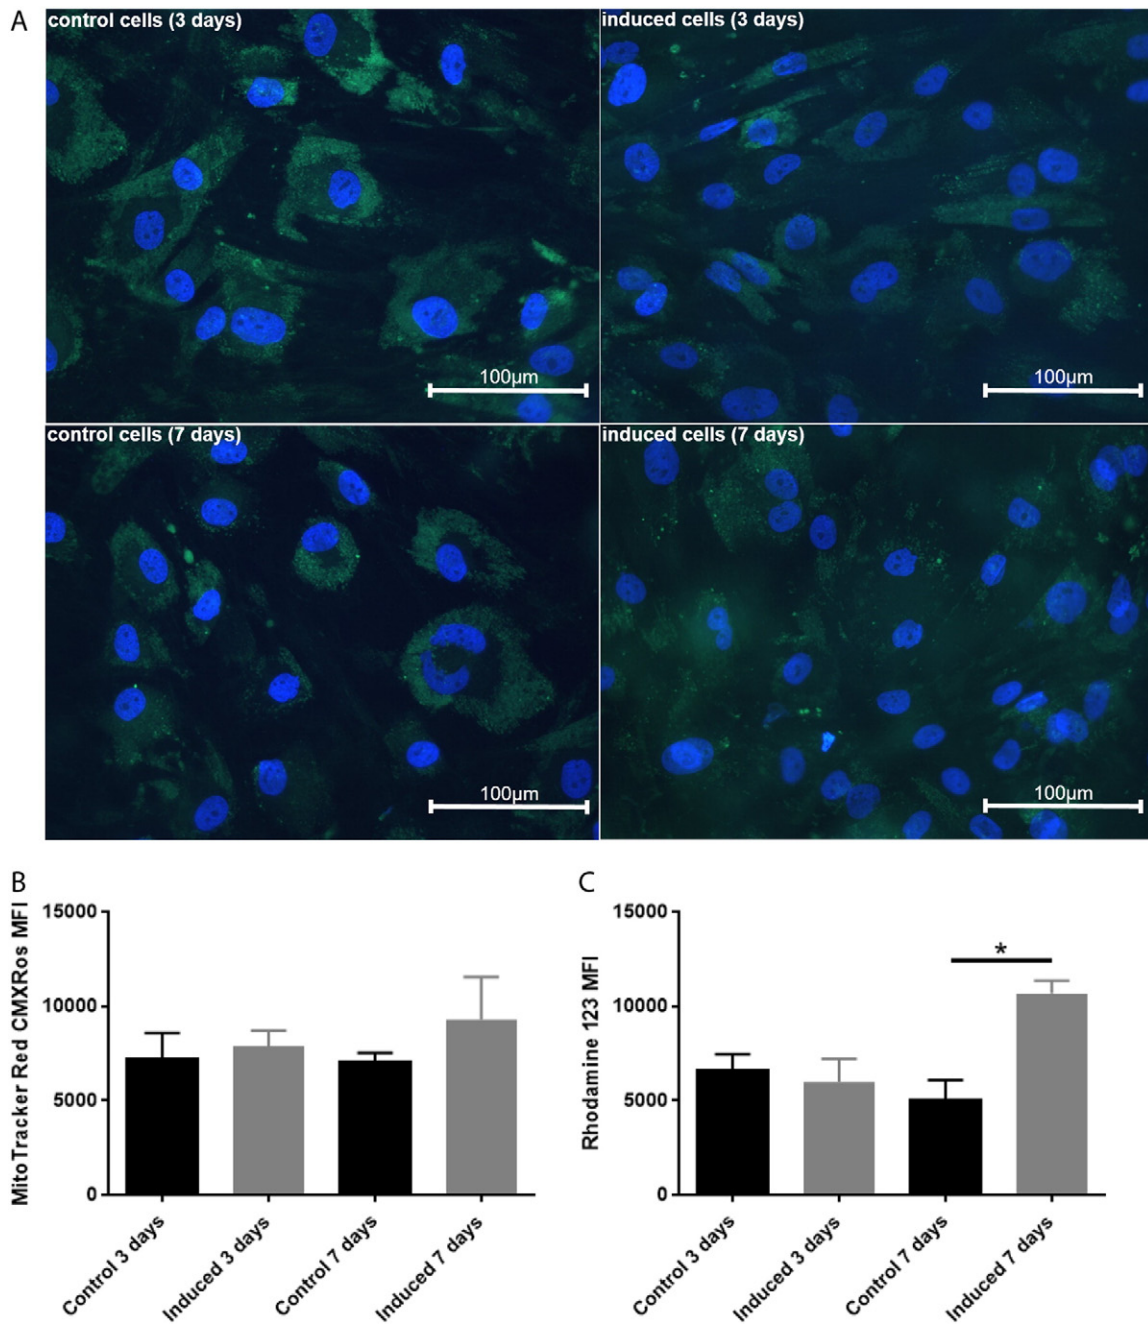 A
control cells (3 days)
induced cells (3 days)
100µm
100µm
control cells (7 days)
induced cells (7 days)
100µm
100µm
B
MitoTracker Red CMXRos MFI
15000
10000
5000
0
Control 3 days
Induced 3 days
Control 7 days
Induced 7 days
C
Rhodamine 123 MFI
15000
10000
5000
0
*
Control 3 days
Induced 3 days
Control 7 days
Induced 7 days